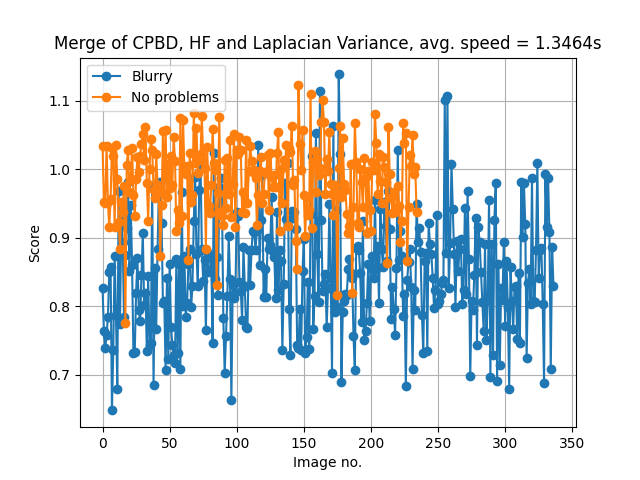 Merge of CPBD, HF and Laplacian Variance, avg. speed = 1.3464s
Blurry
No problems
1.1
1.0
0.9
0.8
0.7
Score
0 50 100 150 200 250 300 350
Image no.